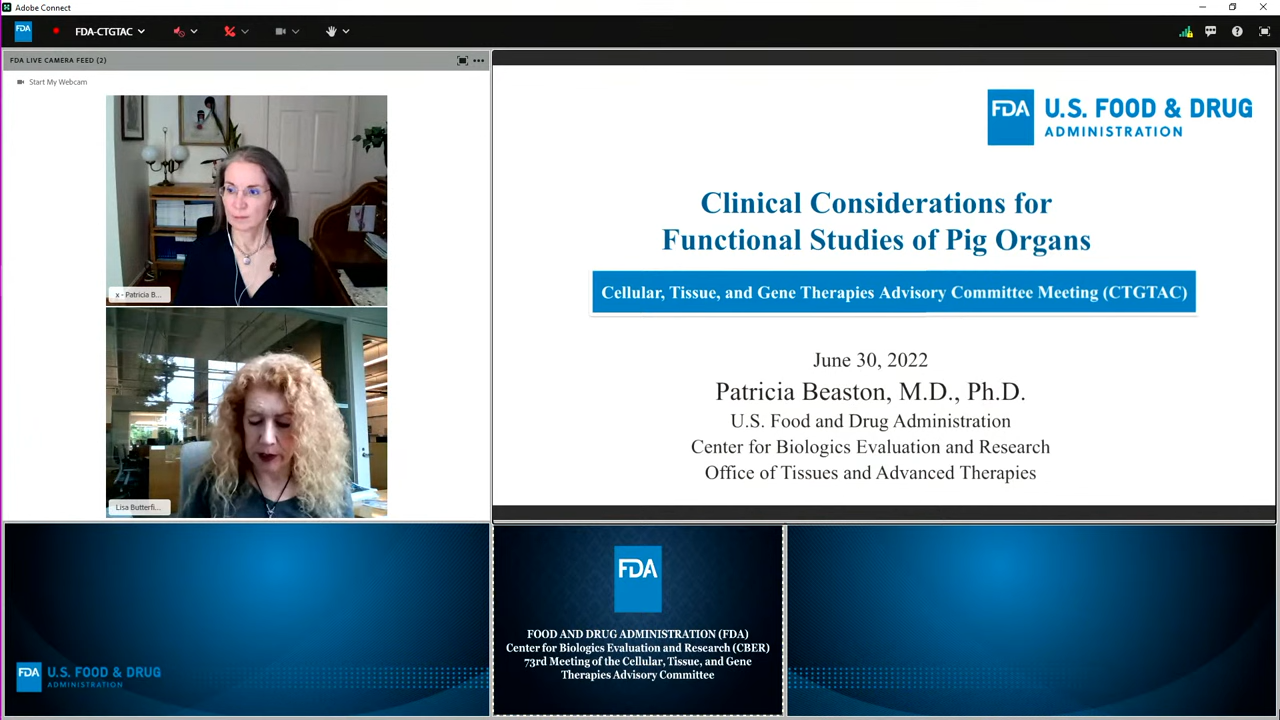 Adobe Connect
FDA
FDA-CTGTAC
FDA LIVE CAMERA FEED (2)
Start My Webcam
x - Patricia B...
Lisa Butterfi...
FDA U.S. FOOD & DRUG
ADMINISTRATION
Clinical Considerations for
Functional Studies of Pig Organs
Cellular, Tissue, and Gene Therapies Advisory Committee Meeting (CTGTAC)
June 30, 2022
Patricia Beaston, M.D., Ph.D.
U.S. Food and Drug Administration
Center for Biologics Evaluation and Research
Office of Tissues and Advanced Therapies
FDA U.S. FOOD & DRUG
ADMINISTRATION
FDA
FOOD AND DRUG ADMINISTRATION (FDA)
Center for Biologics Evaluation and Research (CBER)
73rd Meeting of the Cellular, Tissue, and Gene
Therapies Advisory Committee